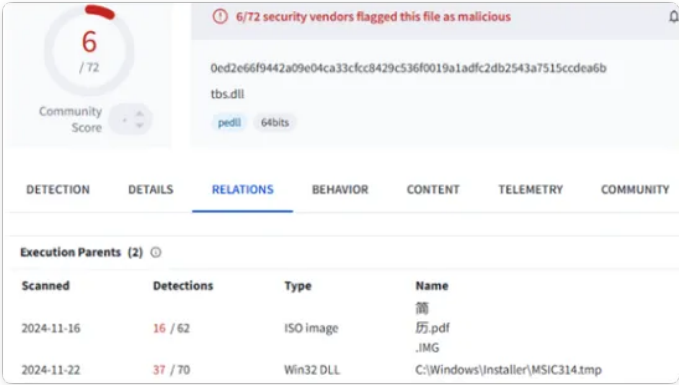 6
/ 72
Community
Score
6/72 security vendors flagged this file as malicious
0ed2e66f9442a09e04ca33cfcc8429c536f0019a1adfc2db2543a7515ccdea6b
tbs.dll
pedll 64bits
DETECTION DETAILS RELATIONS BEHAVIOR CONTENT TELEMETRY COMMUNITY
Execution Parents (2)
Scanned Detections Type Name
2024-11-16 16 / 62 ISO image 简
历.pdf
.IMG
2024-11-22 37 / 70 Win32 DLL C:\Windows\Installer\MSIC314.tmp